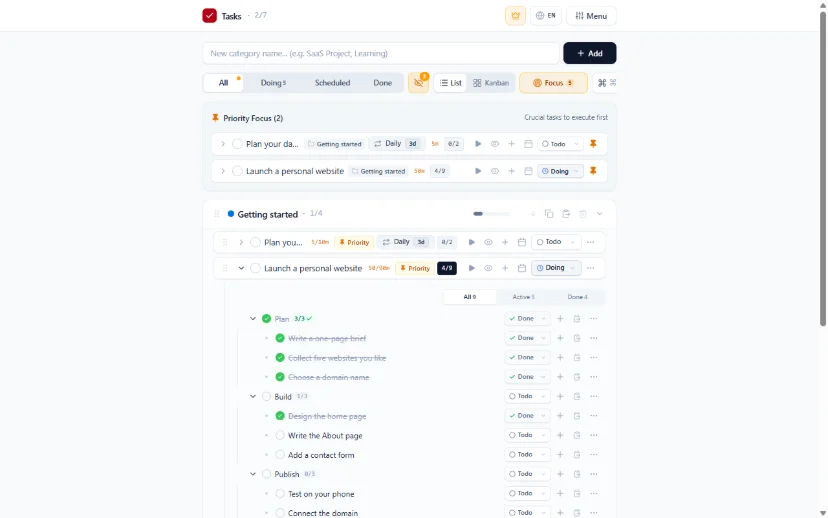 Tasks · 2/7 EN Menu
New category name... (e.g. SaaS Project, Learning) + Add
All Doing 5 Scheduled Done List Kanban Focus 5 ⌘ ⌘
Priority Focus (2) Crucial tasks to execute first
Plan your da... Getting started Daily 3d 5m 0/2 Todo
Launch a personal website Getting started 50m 4/9 Doing
Getting started · 1/4
Plan you... 5/10m Priority Daily 3d 0/2 Todo
Launch a personal website 50/90m Priority 4/9 Doing
All 9 Active 5 Done 4
Plan 3/3 ✓ Done
Write a one-page brief Done
Collect five websites you like Done
Choose a domain name Done
Build 1/3 Todo
Design the home page Done
Write the About page Todo
Add a contact form Todo
Publish 0/3 Todo
Test on your phone Todo
Connect the domain Todo